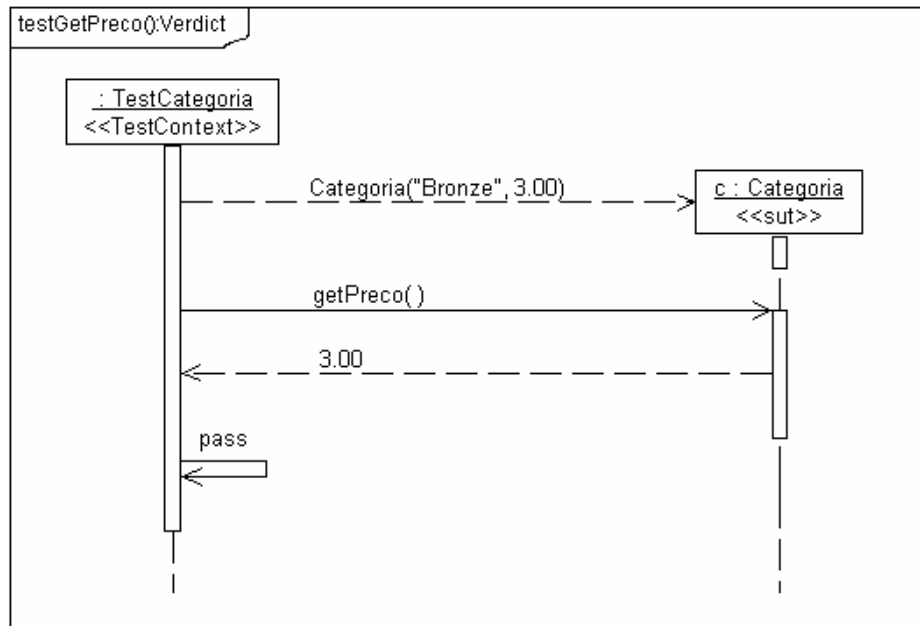 testGetPreco():Verdict
: TestCategoria
<<TestContext>>
Categoria("Bronze", 3.00)
c : Categoria
<<sut>>
getPreco( )
3.00
pass